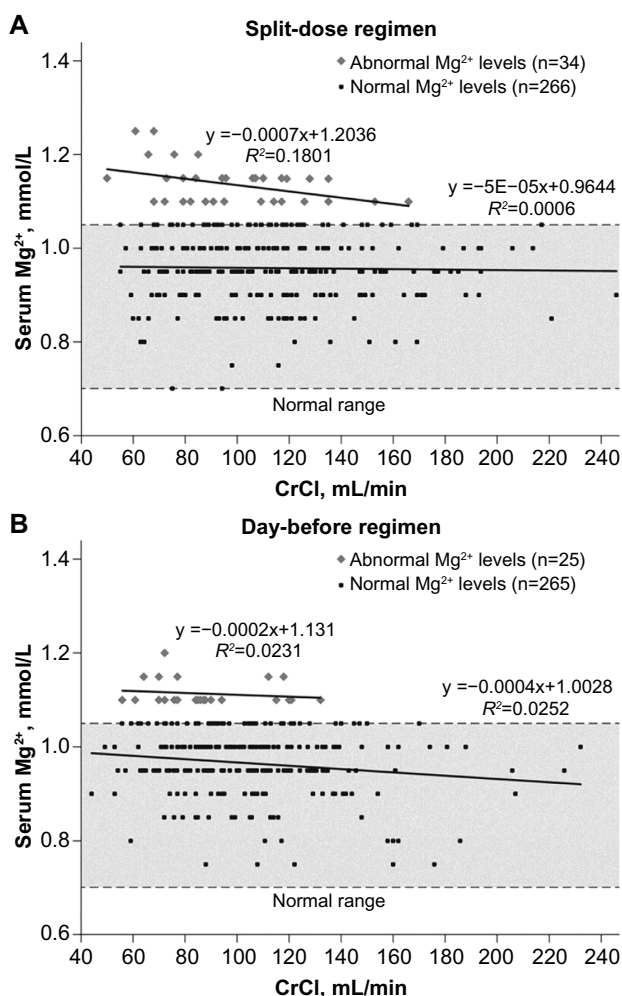 A
Split-dose regimen
Abnormal Mg²⁺ levels (n=34)
Normal Mg²⁺ levels (n=266)
y =−0.0007x+1.2036
R²=0.1801
y =−5E−05x+0.9644
R²=0.0006
Serum Mg²⁺, mmol/L
1.4
1.2
1.0
0.8
0.6
Normal range
40 60 80 100 120 140 160 180 200 220 240
CrCl, mL/min
B
Day-before regimen
Abnormal Mg²⁺ levels (n=25)
Normal Mg²⁺ levels (n=265)
y =−0.0002x+1.131
R²=0.0231
y =−0.0004x+1.0028
R²=0.0252
Serum Mg²⁺, mmol/L
1.4
1.2
1.0
0.8
0.6
Normal range
40 60 80 100 120 140 160 180 200 220 240
CrCl, mL/min